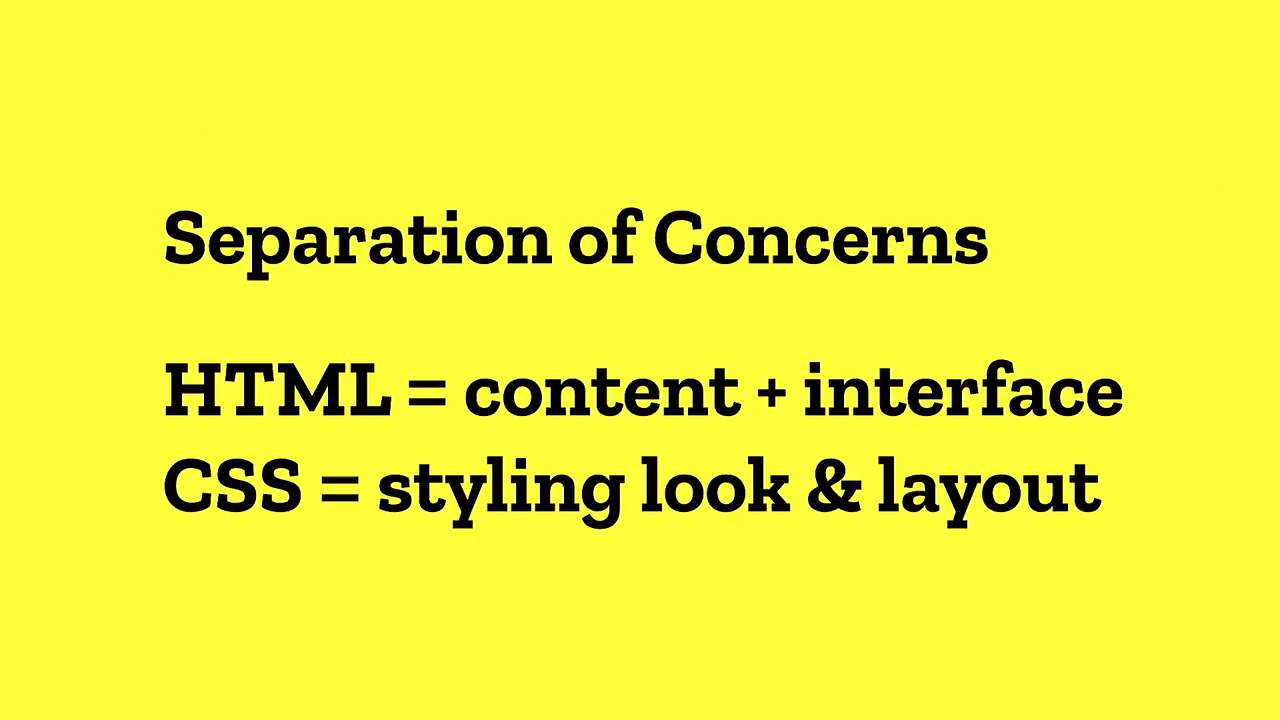 Separation of Concerns
HTML = content + interface
CSS = styling look & layout